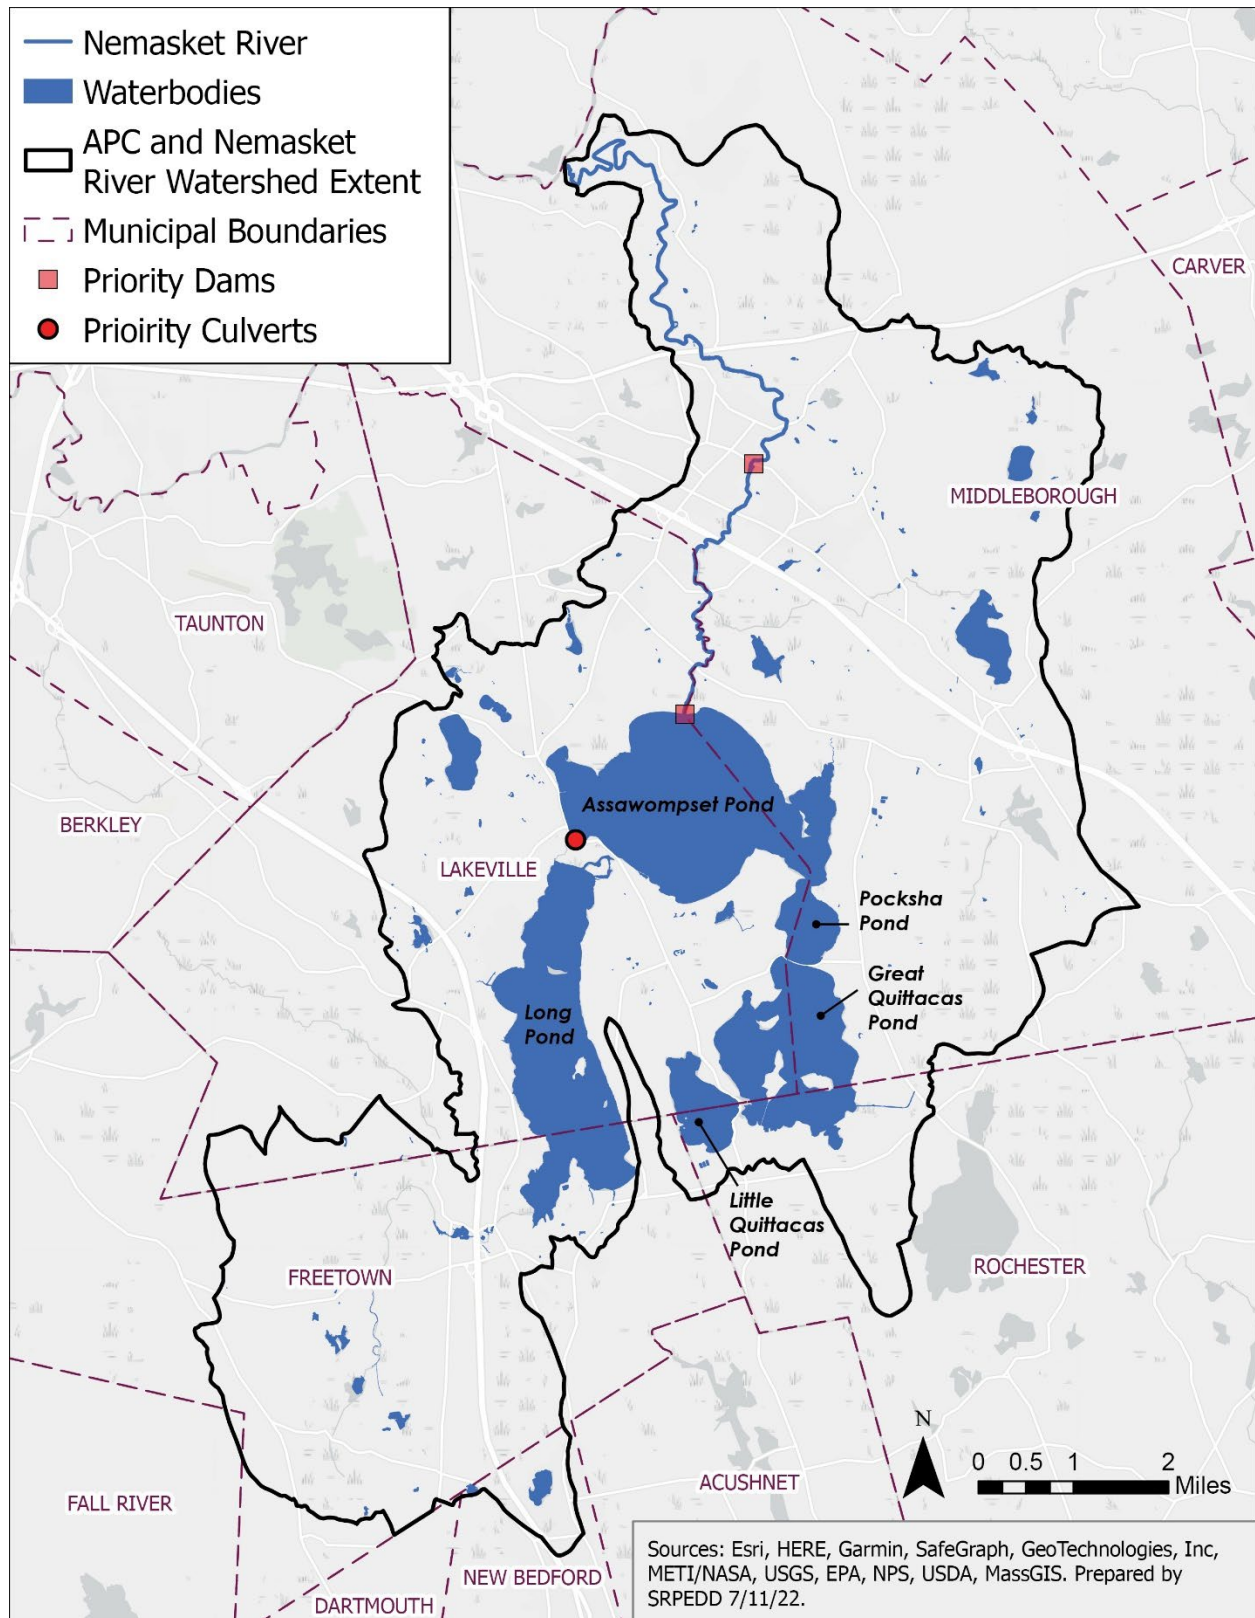 Nemasket River
Waterbodies
APC and Nemasket
River Watershed Extent
Municipal Boundaries
Priority Dams
Prioirity Culverts
CARVER
MIDDLEBOROUGH
TAUNTON
Assawompset Pond
BERKLEY
LAKEVILLE
Pocksha
Pond
Great
Quittacas
Pond
Long
Pond
Little
Quittacas
Pond
ROCHESTER
FREETOWN
N
0 0.5 1 2
Miles
ACUSHNET
FALL RIVER
NEW BEDFORD
DARTMOUTH
Sources: Esri, HERE, Garmin, SafeGraph, GeoTechnologies, Inc,
METI/NASA, USGS, EPA, NPS, USDA, MassGIS. Prepared by
SRPEDD 7/11/22.